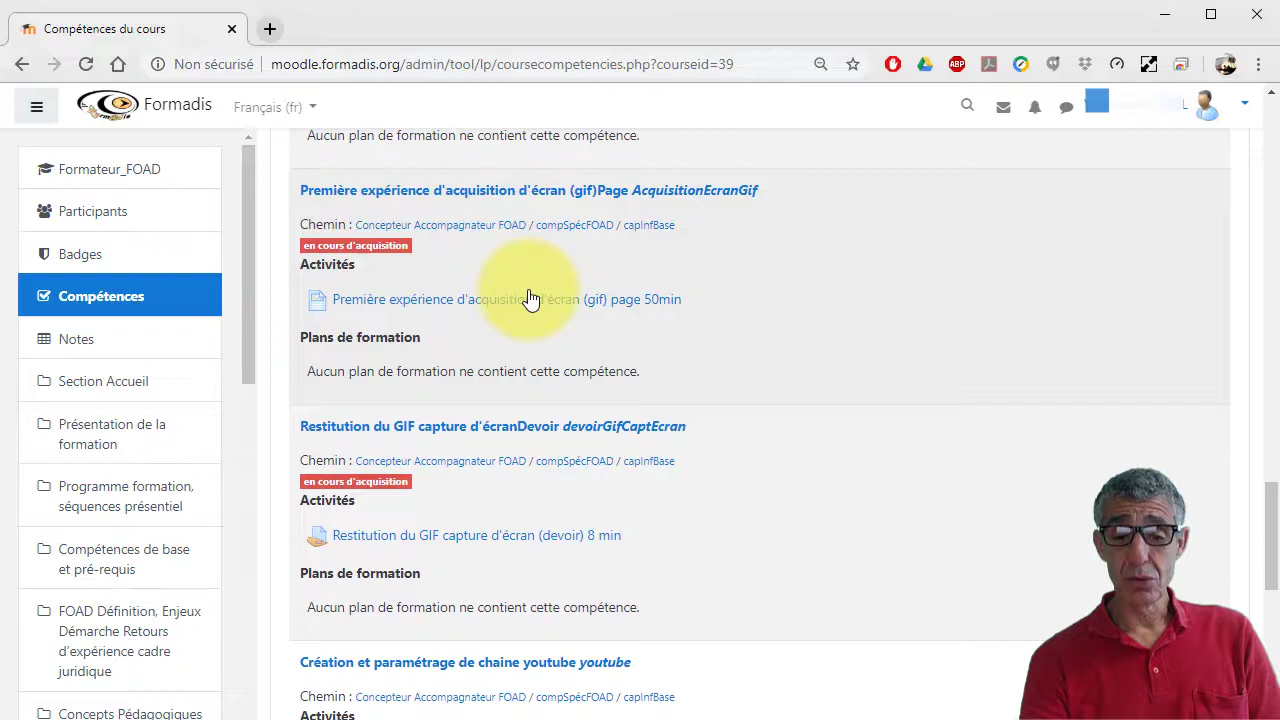 Compétences du cours
Non sécurisé
moodle.formadis.org/admin/tool/lp/coursecompetencies.php?courseid=39
Formadis
Français (fr)
L
Formateur_FOAD
Participants
Badges
Compétences
Notes
Section Accueil
Présentation de la
formation
Programme formation,
séquences présentiel
Compétences de base
et pré-requis
FOAD Définition, Enjeux
Démarche Retours
d'expérience cadre
juridique
Concepts Pédagogiques
Aucun plan de formation ne contient cette compétence.
Première expérience d'acquisition d'écran (gif)Page AcquisitionEcranGif
Chemin : Concepteur Accompagnateur FOAD / compSpécFOAD / capInfBase
en cours d'acquisition
Activités
Première expérience d'acquisition d'écran (gif) page 50min
Plans de formation
Aucun plan de formation ne contient cette compétence.
Restitution du GIF capture d'écranDevoir devoirGifCaptEcran
Chemin : Concepteur Accompagnateur FOAD / compSpécFOAD / capInfBase
en cours d'acquisition
Activités
Restitution du GIF capture d'écran (devoir) 8 min
Plans de formation
Aucun plan de formation ne contient cette compétence.
Création et paramétrage de chaine youtube youtube
Chemin : Concepteur Accompagnateur FOAD / compSpécFOAD / capInfBase
Activités